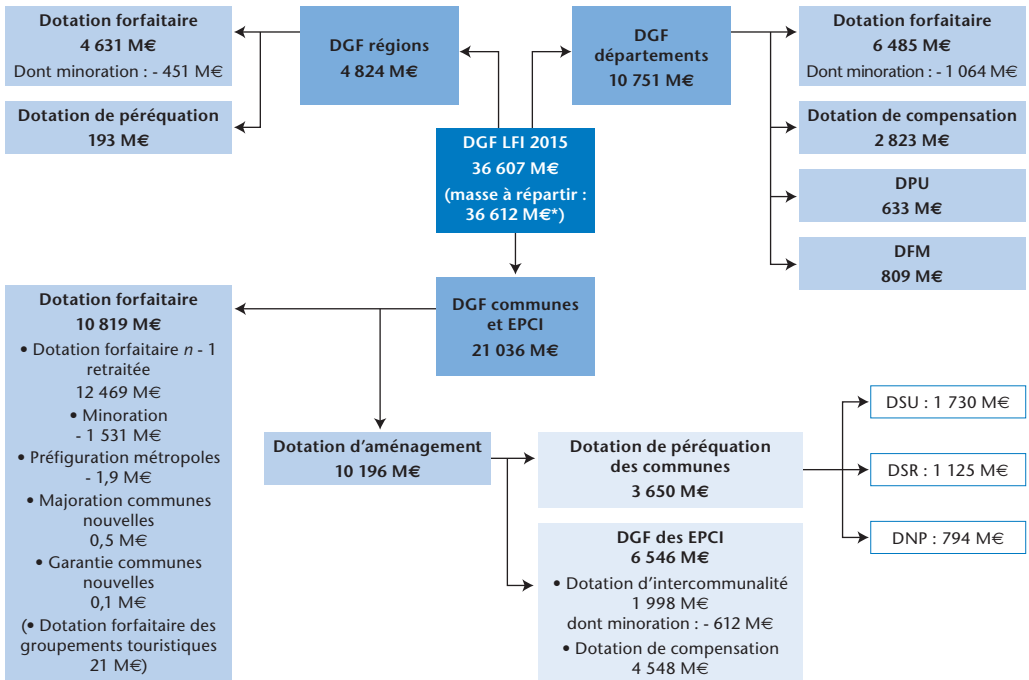 Dotation forfaitaire
4 631 M€
Dont minoration : - 451 M€
Dotation de péréquation
193 M€
DGF régions
4 824 M€
DGF
départements
10 751 M€
Dotation forfaitaire
6 485 M€
Dont minoration : - 1 064 M€
Dotation de compensation
2 823 M€
DPU
633 M€
DFM
809 M€
DGF LFI 2015
36 607 M€
(masse à répartir :
36 612 M€*)
DGF communes
et EPCI
21 036 M€
Dotation forfaitaire
10 819 M€
• Dotation forfaitaire n - 1
retraitée
12 469 M€
• Minoration
- 1 531 M€
• Préfiguration métropoles
- 1,9 M€
• Majoration communes
nouvelles
0,5 M€
• Garantie communes
nouvelles
0,1 M€
(• Dotation forfaitaire des
groupements touristiques
21 M€)
Dotation d'aménagement
10 196 M€
Dotation de péréquation
des communes
3 650 M€
DGF des EPCI
6 546 M€
• Dotation d'intercommunalité
1 998 M€
dont minoration : - 612 M€
• Dotation de compensation
4 548 M€
DSU : 1 730 M€
DSR : 1 125 M€
DNP : 794 M€